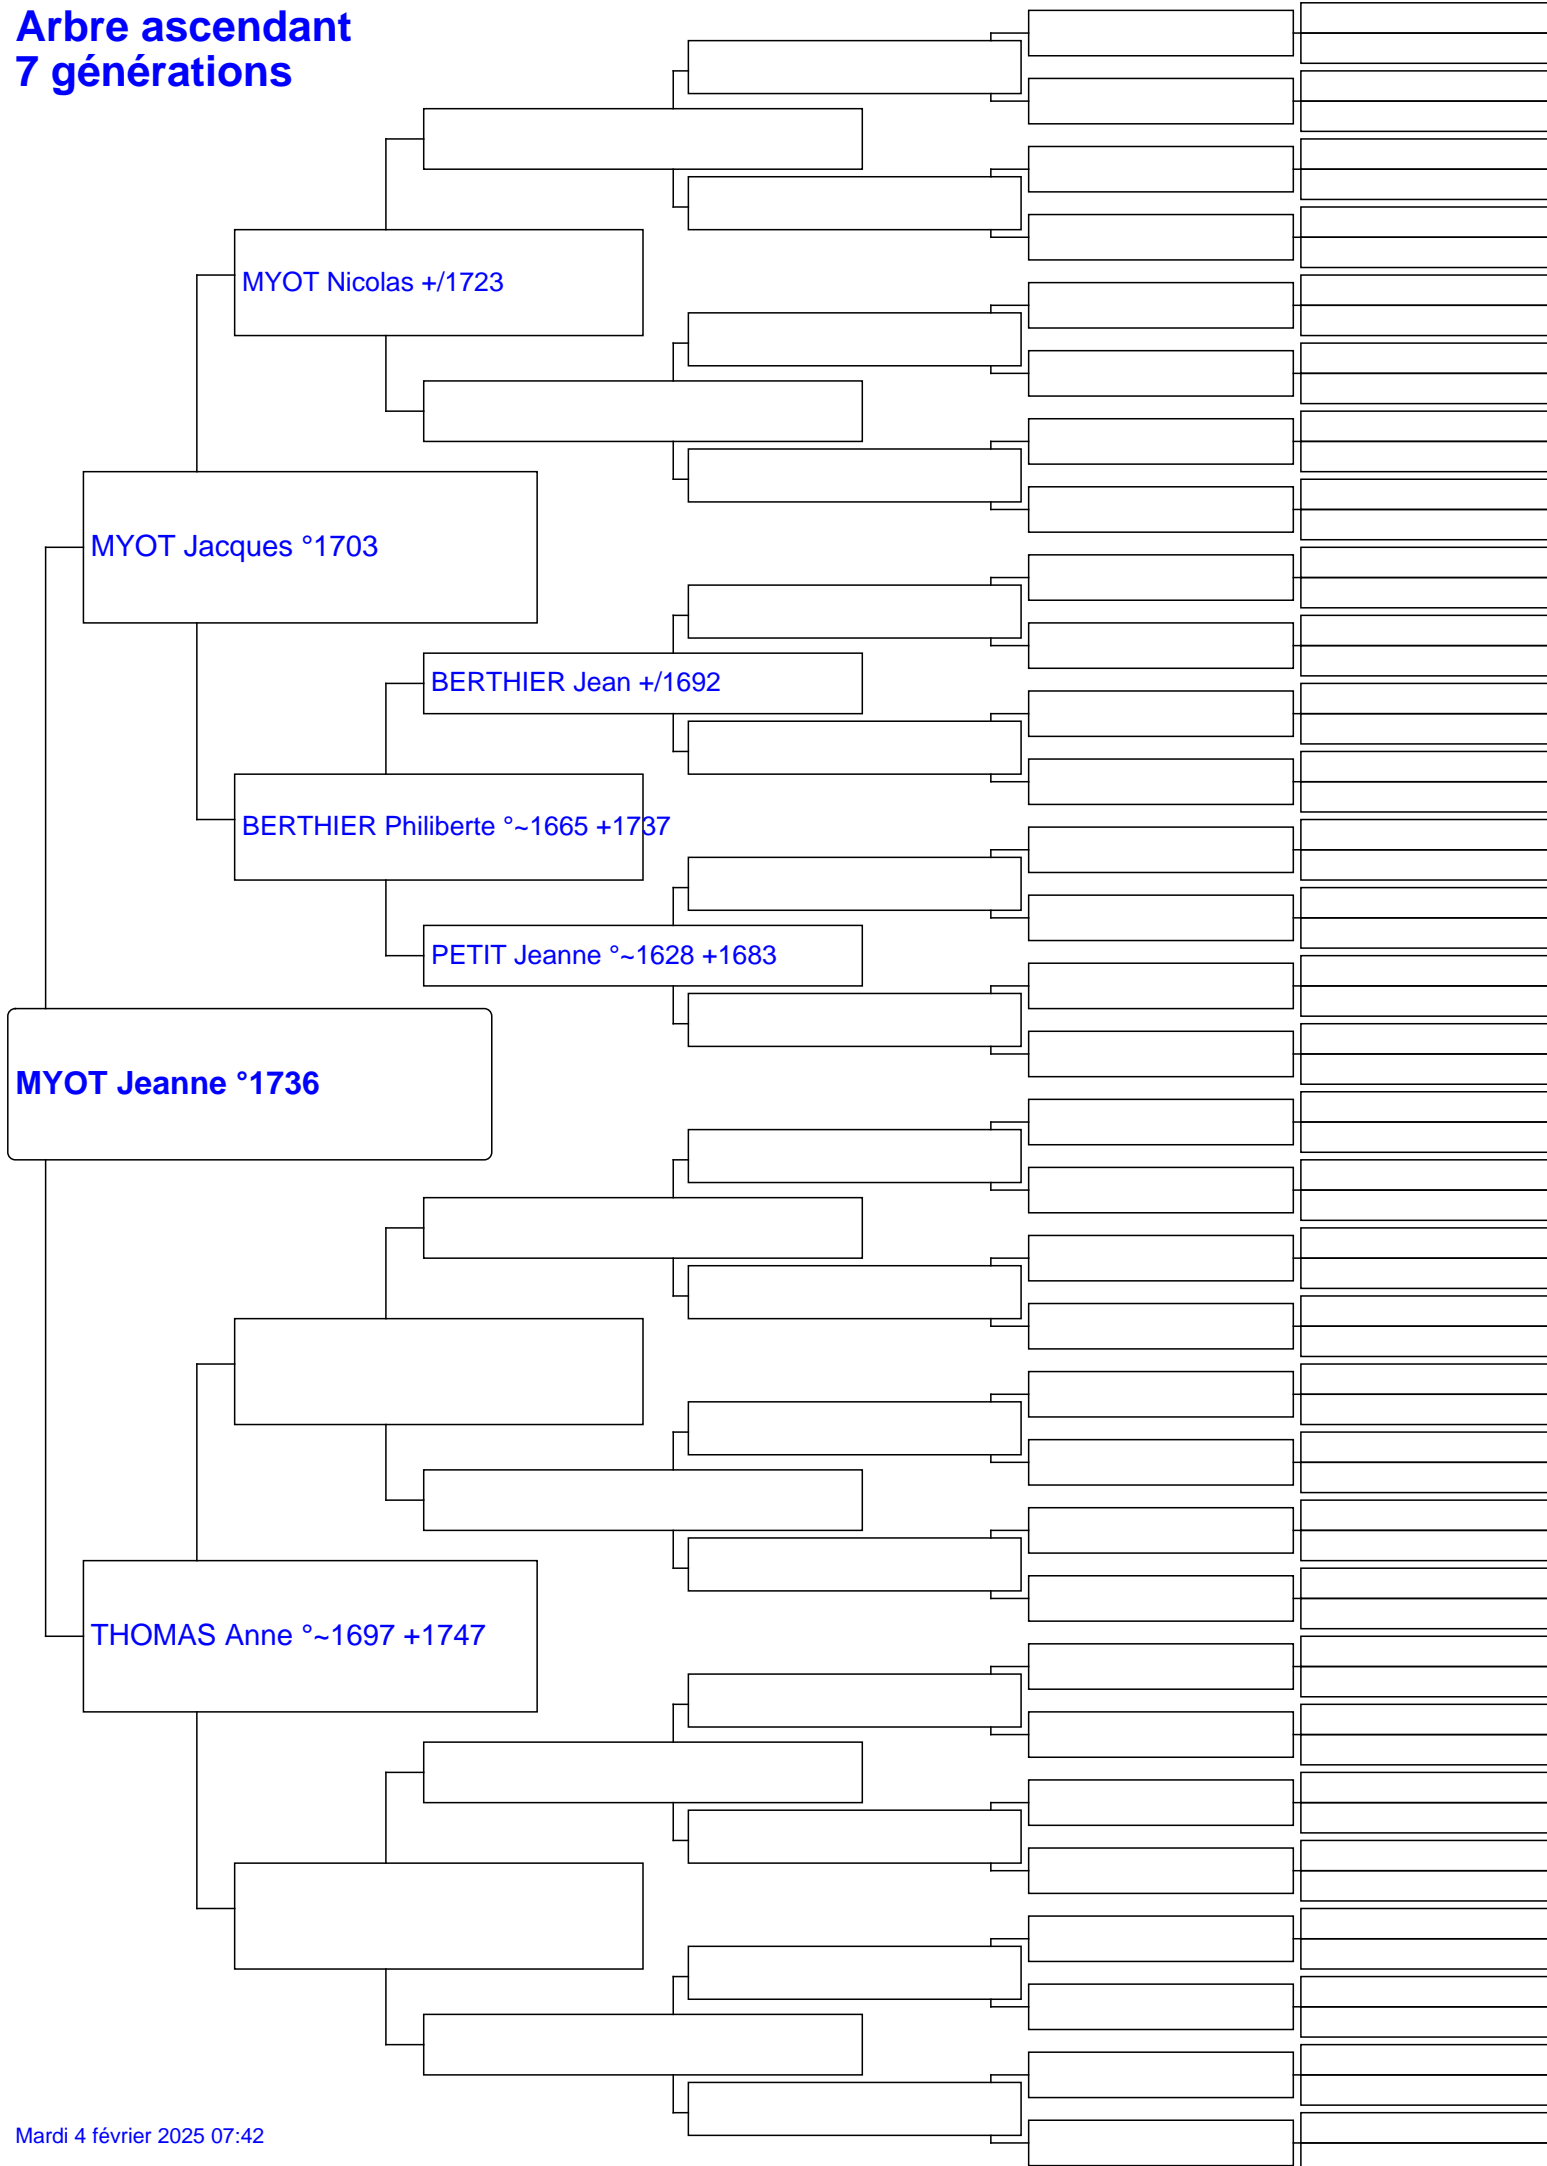 Arbre ascendant
7 générations
MYOT Nicolas +/1723
MYOT Jacques °1703
BERTHIER Jean +/1692
BERTHIER Philiberte °~1665 +1737
PETIT Jeanne °~1628 +1683
MYOT Jeanne °1736
THOMAS Anne °~1697 +1747
Mardi 4 février 2025 07:42